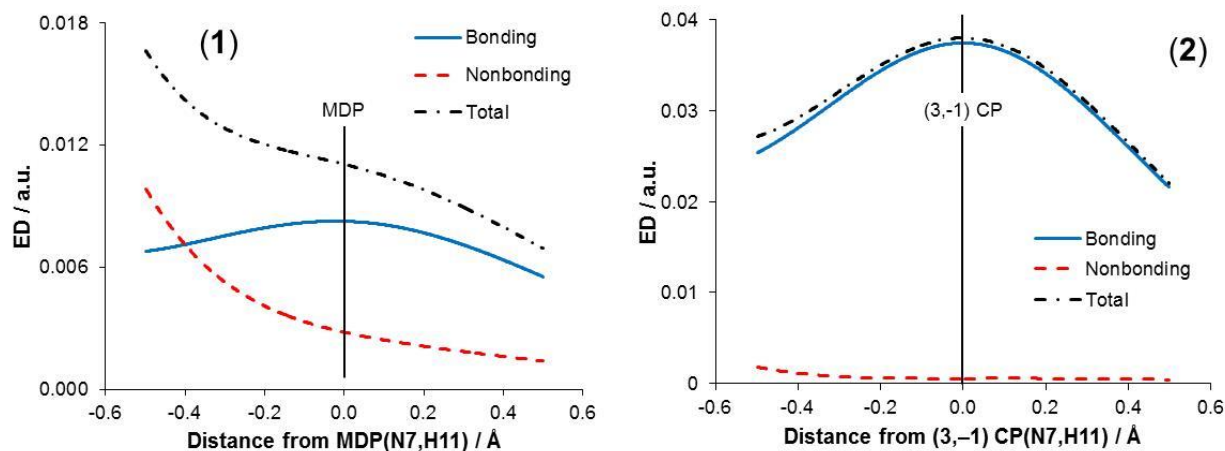 0.018
0.012
0.006
0.000
ED / a.u.
(1)
Bonding
Nonbonding
Total
MDP
-0.6 -0.4 -0.2 0.0 0.2 0.4 0.6
Distance from MDP(N7,H11) / Å
0.04
0.03
0.02
0.01
0
ED / a.u.
(2)
(3,-1) CP
Bonding
Nonbonding
Total
-0.6 -0.4 -0.2 0.0 0.2 0.4 0.6
Distance from (3,–1) CP(N7,H11) / Å